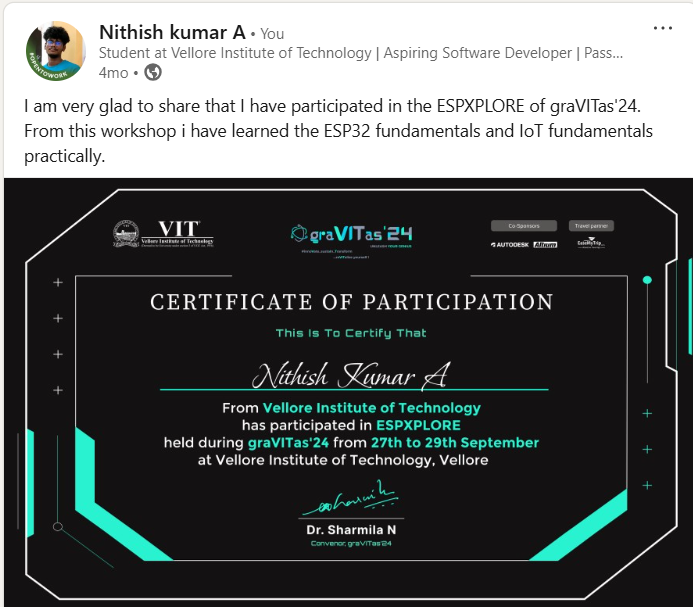 Nithish kumar A • You
Student at Vellore Institute of Technology | Aspiring Software Developer | Pass...
4mo •
#OPENTOWORK
I am very glad to share that I have participated in the ESPXPLORE of graVITas'24.
From this workshop i have learned the ESP32 fundamentals and IoT fundamentals
practically.
VIT
Vellore Institute of Technology
graVITas'24
Co Sponsors
Travel partner
AUTODESK
Altium
EaseMyTrip
CERTIFICATE OF PARTICIPATION
This Is To Certify That
Nithish Kumar A
From Vellore Institute of Technology
has participated in ESPXPLORE
held during graVITas'24 from 27th to 29th September
at Vellore Institute of Technology, Vellore
Dr. Sharmila N
Convenor, graVITas'24